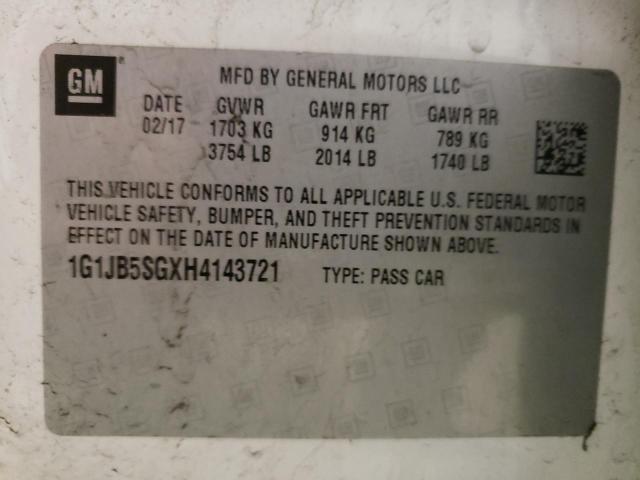 GM
MFD BY GENERAL MOTORS LLC
DATE GVWR GAWR FRT GAWR RR
02/17 1703 KG 914 KG 789 KG
3754 LB 2014 LB 1740 LB
THIS VEHICLE CONFORMS TO ALL APPLICABLE U.S. FEDERAL MOTOR
VEHICLE SAFETY, BUMPER, AND THEFT PREVENTION STANDARDS IN
EFFECT ON THE DATE OF MANUFACTURE SHOWN ABOVE.
1G1JB5SGXH4143721 TYPE: PASS CAR